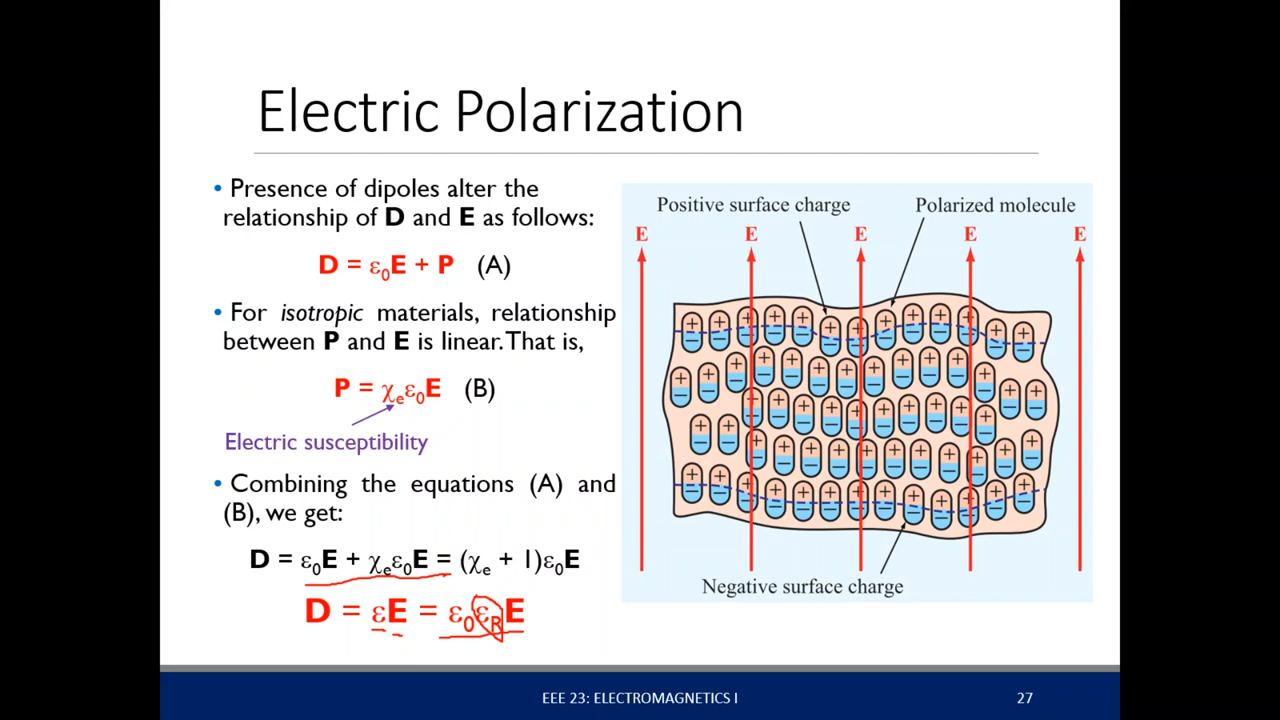 Electric Polarization
• Presence of dipoles alter the
relationship of D and E as follows:
D = ε₀E + P (A)
• For isotropic materials, relationship
between P and E is linear. That is,
P = χₑε₀E (B)
Electric susceptibility
• Combining the equations (A) and
(B), we get:
D = ε₀E + χₑε₀E = (χₑ + 1)ε₀E
D = εE = ε₀ε_R E
Positive surface charge
Polarized molecule
E E E E E
Negative surface charge
EEE 23: ELECTROMAGNETICS I
27